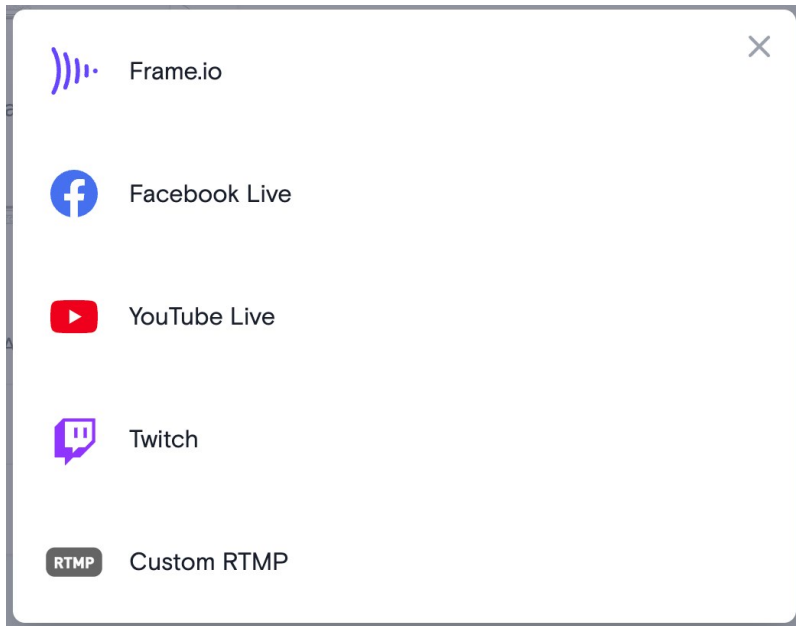 Frame.io
Facebook Live
YouTube Live
Twitch
RTMP Custom RTMP